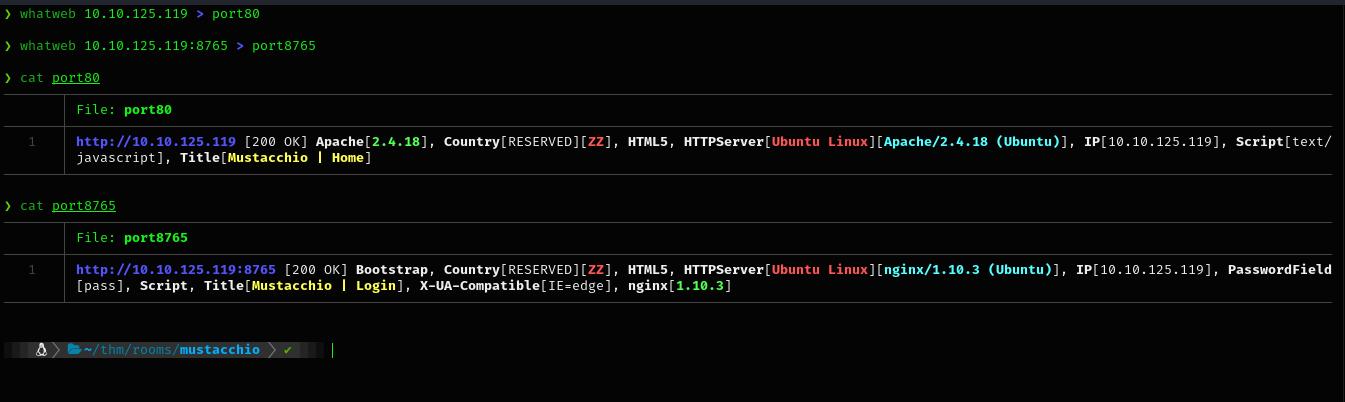 ❯ whatweb 10.10.125.119 > port80
❯ whatweb 10.10.125.119:8765 > port8765
❯ cat port80
File: port80
1 http://10.10.125.119 [200 OK] Apache[2.4.18], Country[RESERVED][ZZ], HTML5, HTTPServer[Ubuntu Linux][Apache/2.4.18 (Ubuntu)], IP[10.10.125.119], Script[text/
javascript], Title[Mustacchio | Home]
❯ cat port8765
File: port8765
1 http://10.10.125.119:8765 [200 OK] Bootstrap, Country[RESERVED][ZZ], HTML5, HTTPServer[Ubuntu Linux][nginx/1.10.3 (Ubuntu)], IP[10.10.125.119], PasswordField
[pass], Script, Title[Mustacchio | Login], X-UA-Compatible[IE=edge], nginx[1.10.3]
~/thm/rooms/mustacchio ✔